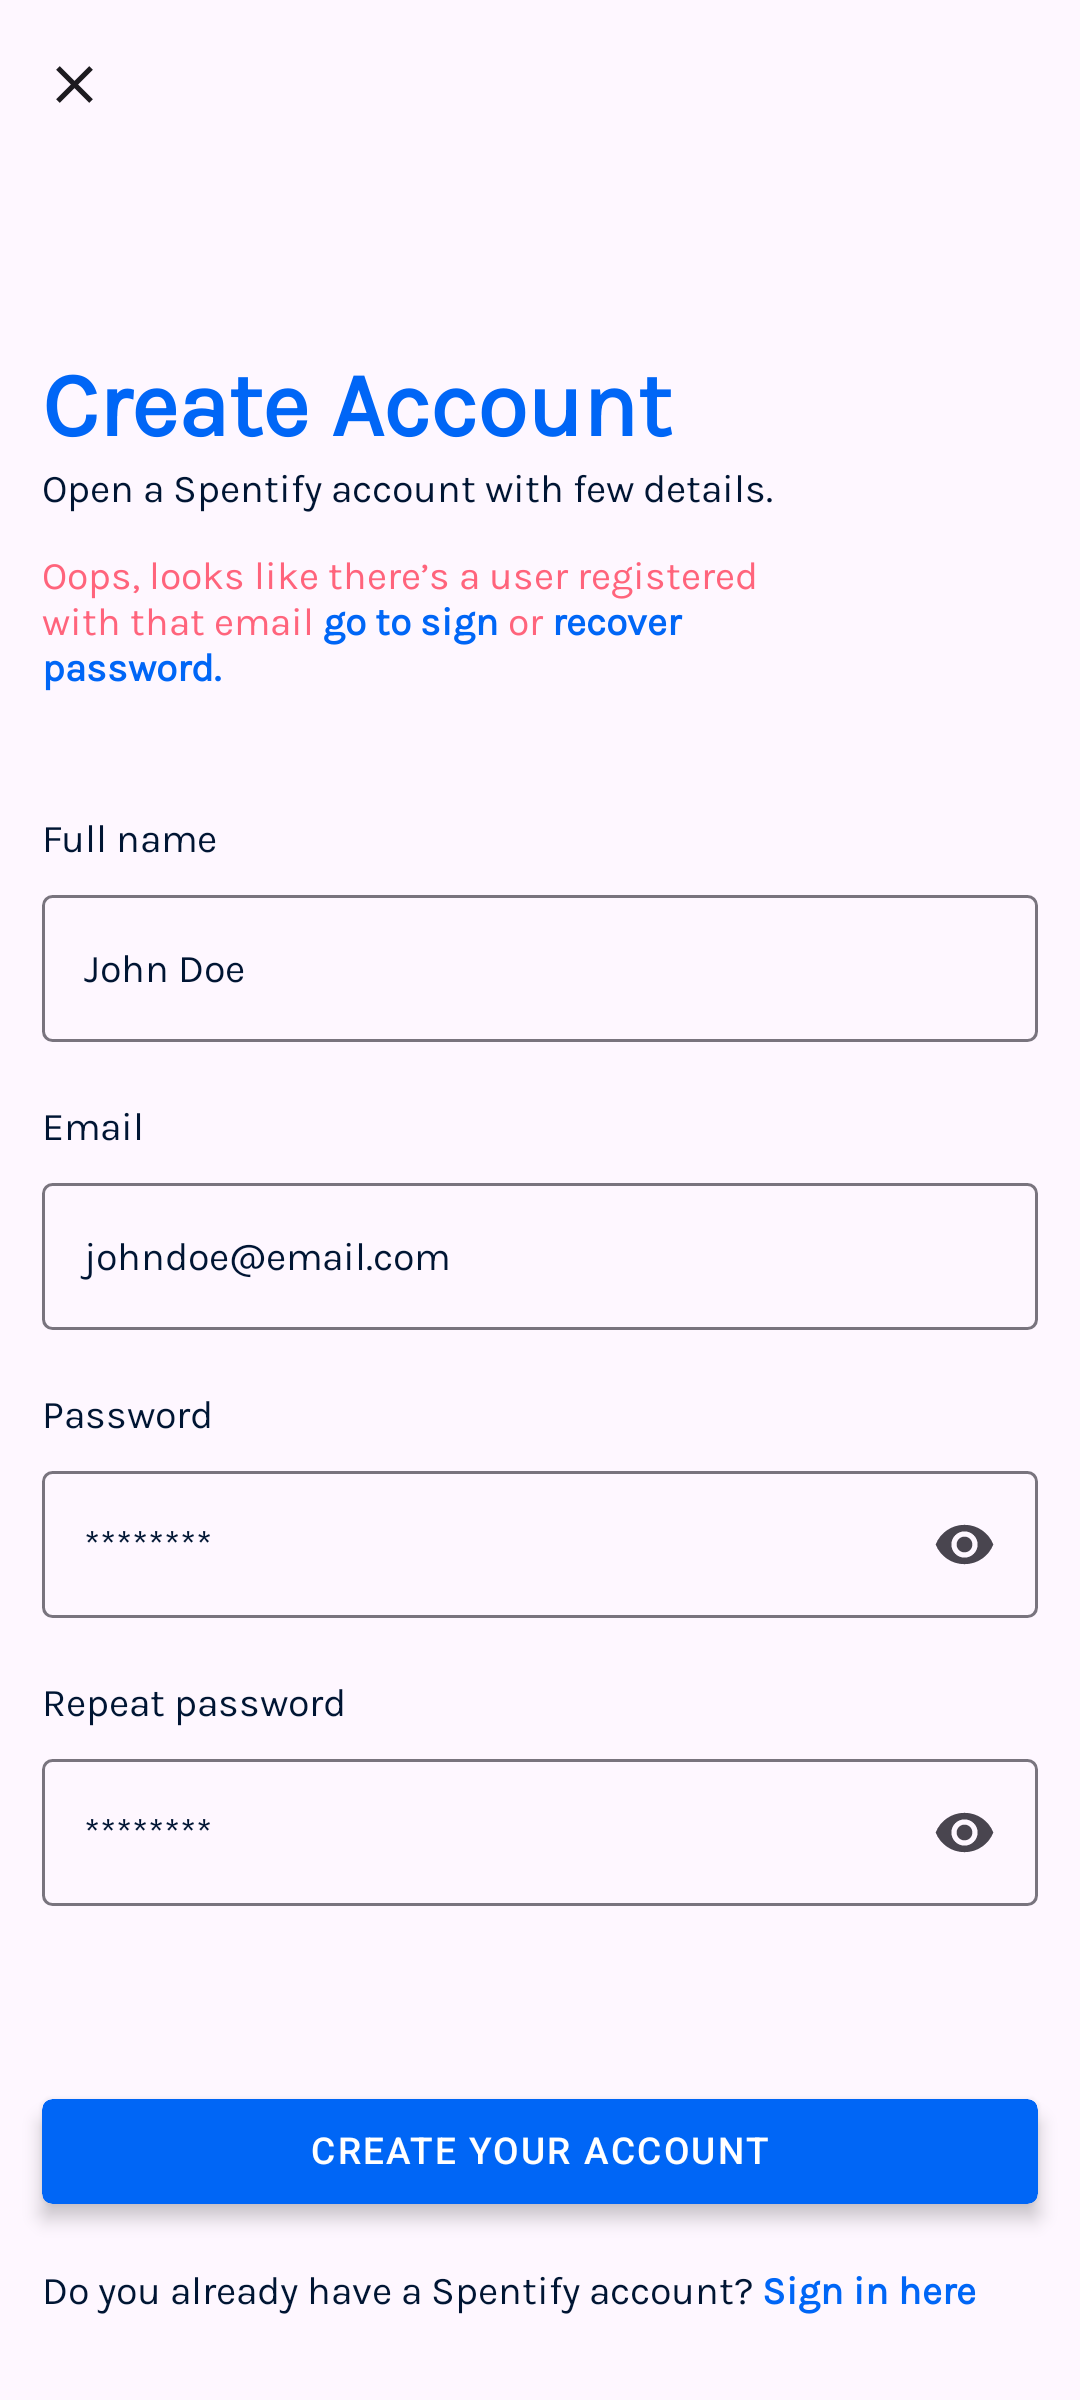 Create Account
Open a Spentify account with few details.
Oops, looks like there’s a user registered
with that email go to sign or recover
password.
Full name
John Doe
Email
johndoe@email.com
Password
********
Repeat password
********
CREATE YOUR ACCOUNT
Do you already have a Spentify account? Sign in here